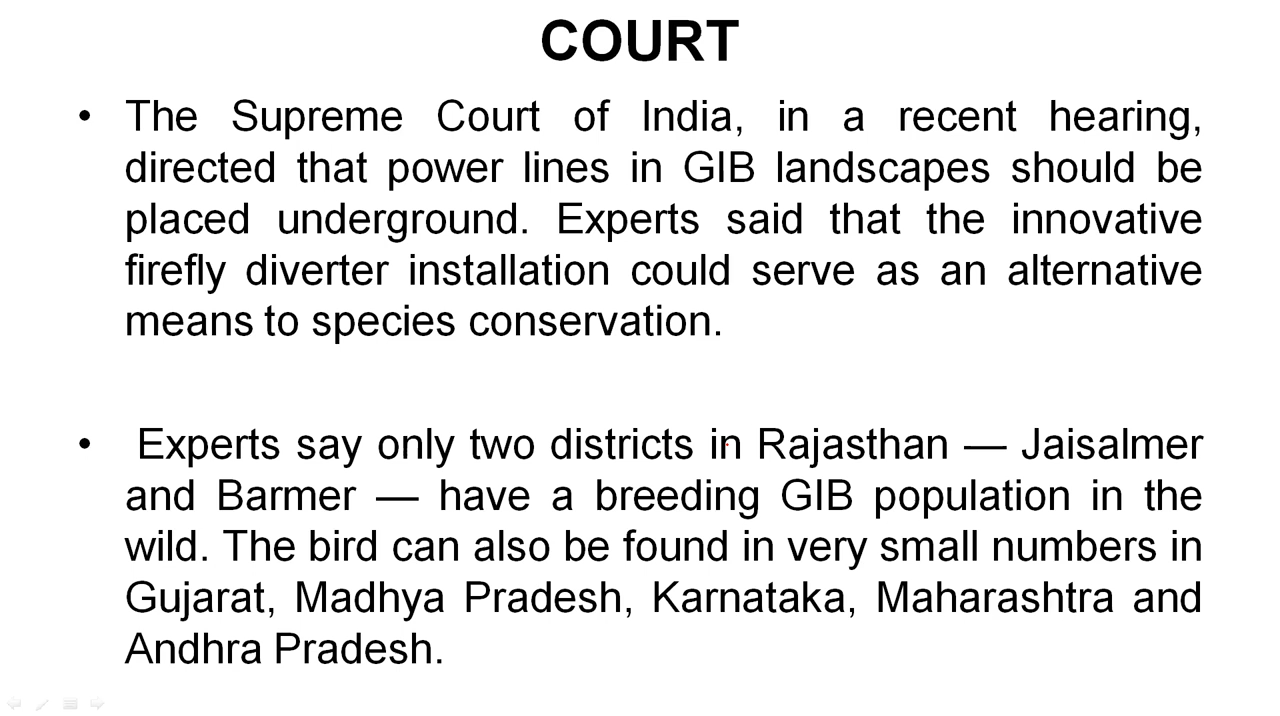 COURT
• The Supreme Court of India, in a recent hearing,
directed that power lines in GIB landscapes should be
placed underground. Experts said that the innovative
firefly diverter installation could serve as an alternative
means to species conservation.
• Experts say only two districts in Rajasthan — Jaisalmer
and Barmer — have a breeding GIB population in the
wild. The bird can also be found in very small numbers in
Gujarat, Madhya Pradesh, Karnataka, Maharashtra and
Andhra Pradesh.